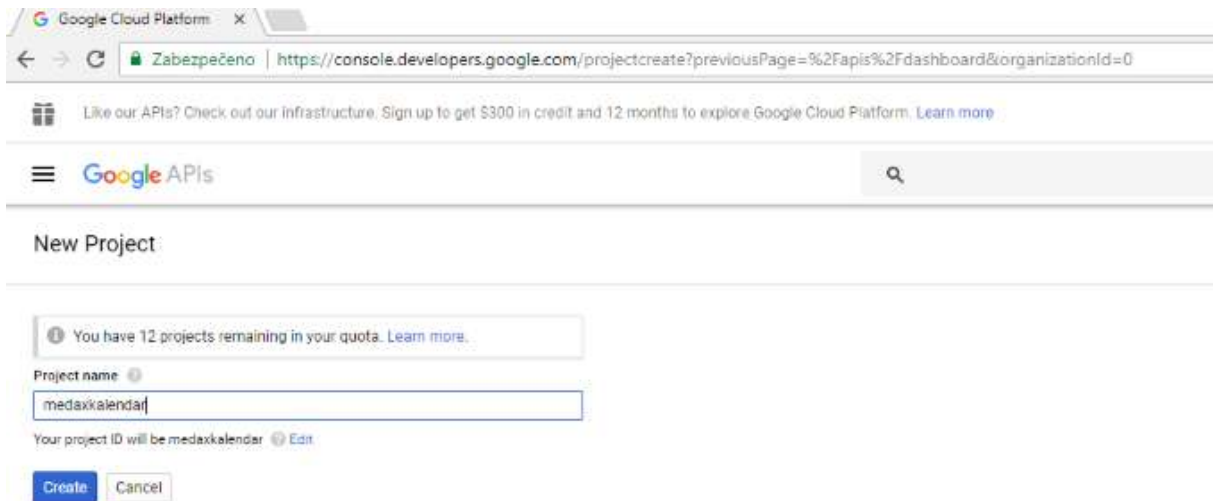 Google Cloud Platform
Zabezpečeno | https://console.developers.google.com/projectcreate?previousPage=%2Fapis%2Fdashboard&organizationId=0
Like our APIs? Check out our infrastructure. Sign up to get $300 in credit and 12 months to explore Google Cloud Platform. Learn more
Google APIs
New Project
You have 12 projects remaining in your quota. Learn more.
Project name
medaxkalendar
Your project ID will be medaxkalendar Edit
Create Cancel